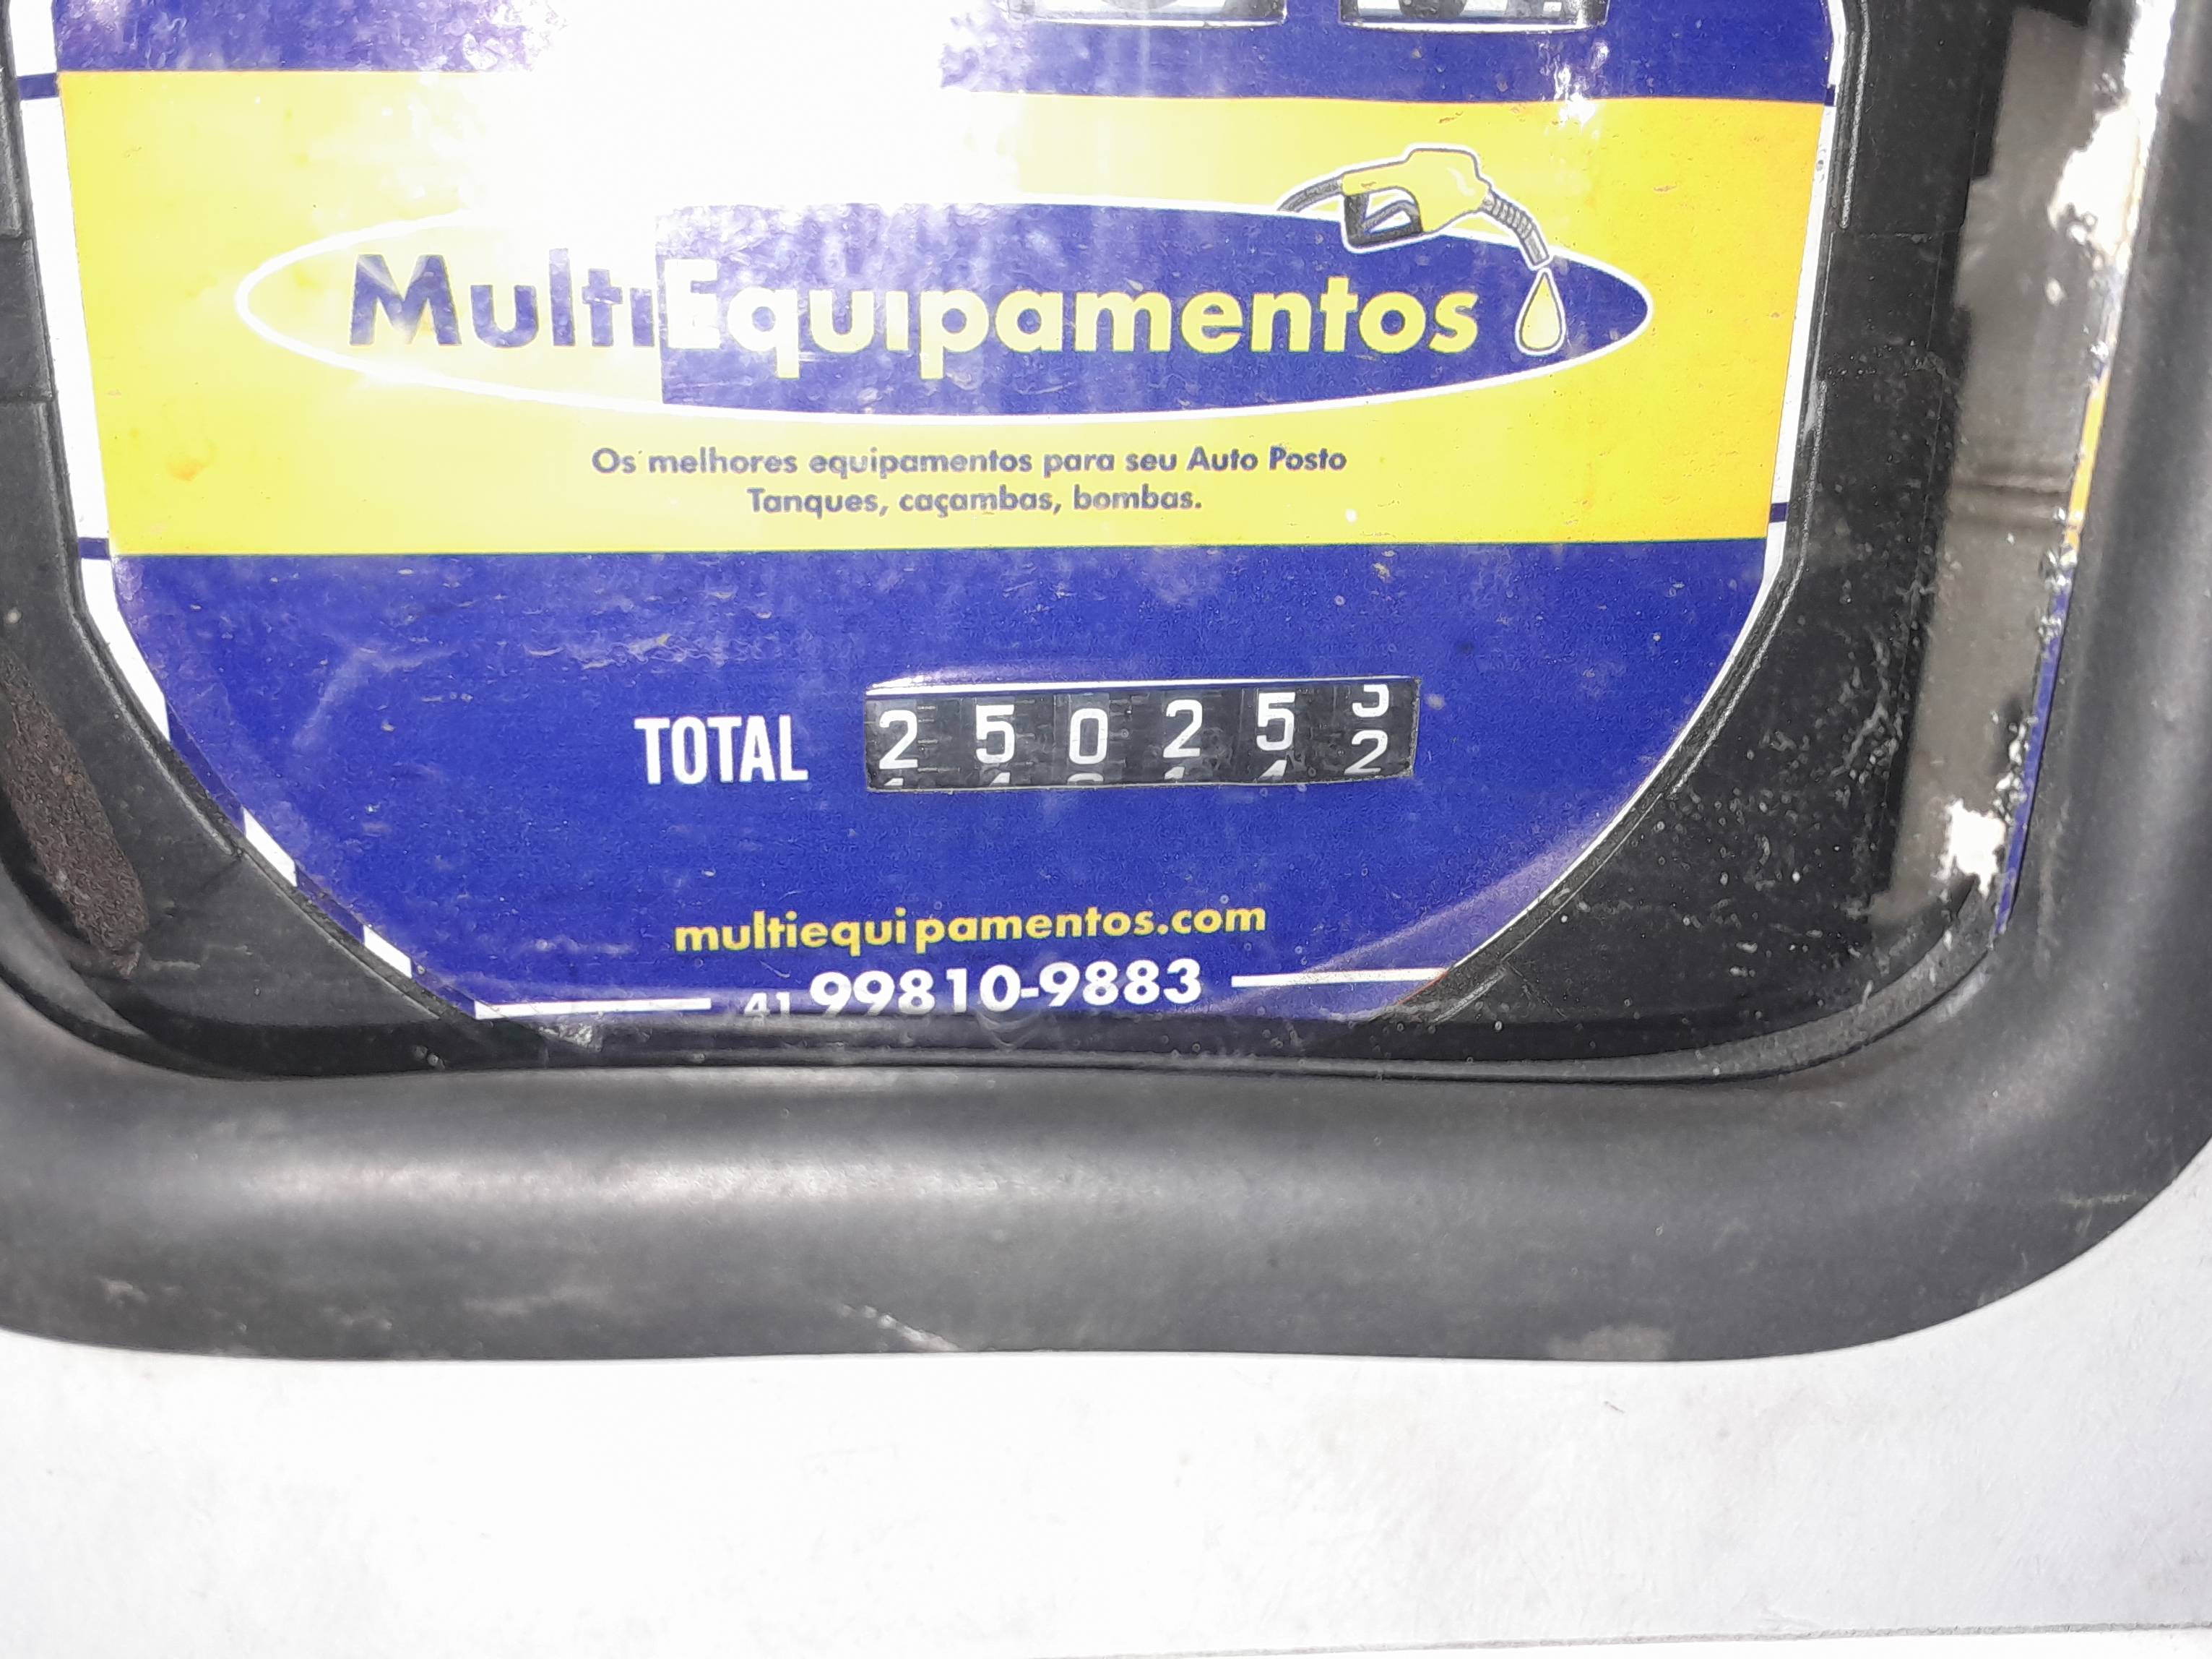 MultiEquipamentos
Os melhores equipamentos para seu Auto Posto
Tanques, caçambas, bombas.
TOTAL 250252
multiequipamentos.com
41 99810-9883